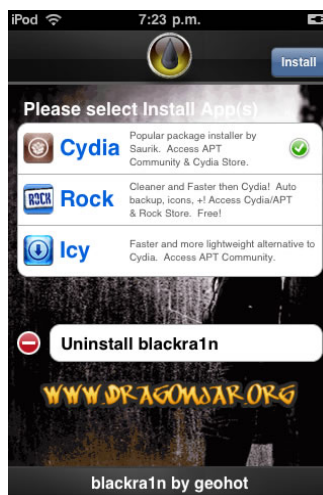 iPod 7:23 p.m.
Install
Please select Install App(s)
Cydia
Popular package installer by
Saurik. Access APT
Community & Cydia Store.
ROCK
Rock
Cleaner and Faster then Cydia! Auto
backup, icons, +! Access Cydia/APT
& Rock Store. Free!
Icy
Faster and more lightweight alternative to
Cydia. Access APT Community.
Uninstall blackra1n
WWW.DRAGONJAR.ORG
blackra1n by geohot